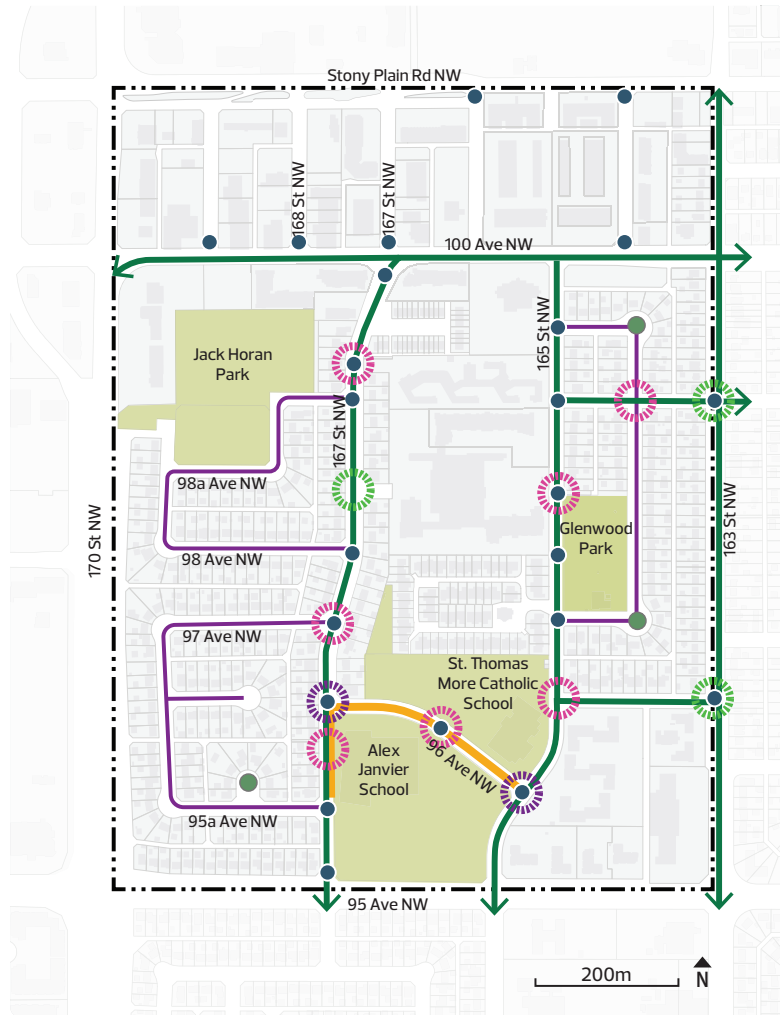 Stony Plain Rd NW
168 St NW
167 St NW
100 Ave NW
165 St NW
Jack Horan
Park
167 St NW
98a Ave NW
170 St NW
163 St NW
Glenwood
Park
98 Ave NW
97 Ave NW
St. Thomas
More Catholic
School
96 Ave NW
Alex
Janvier
School
95a Ave NW
95 Ave NW
200m
N